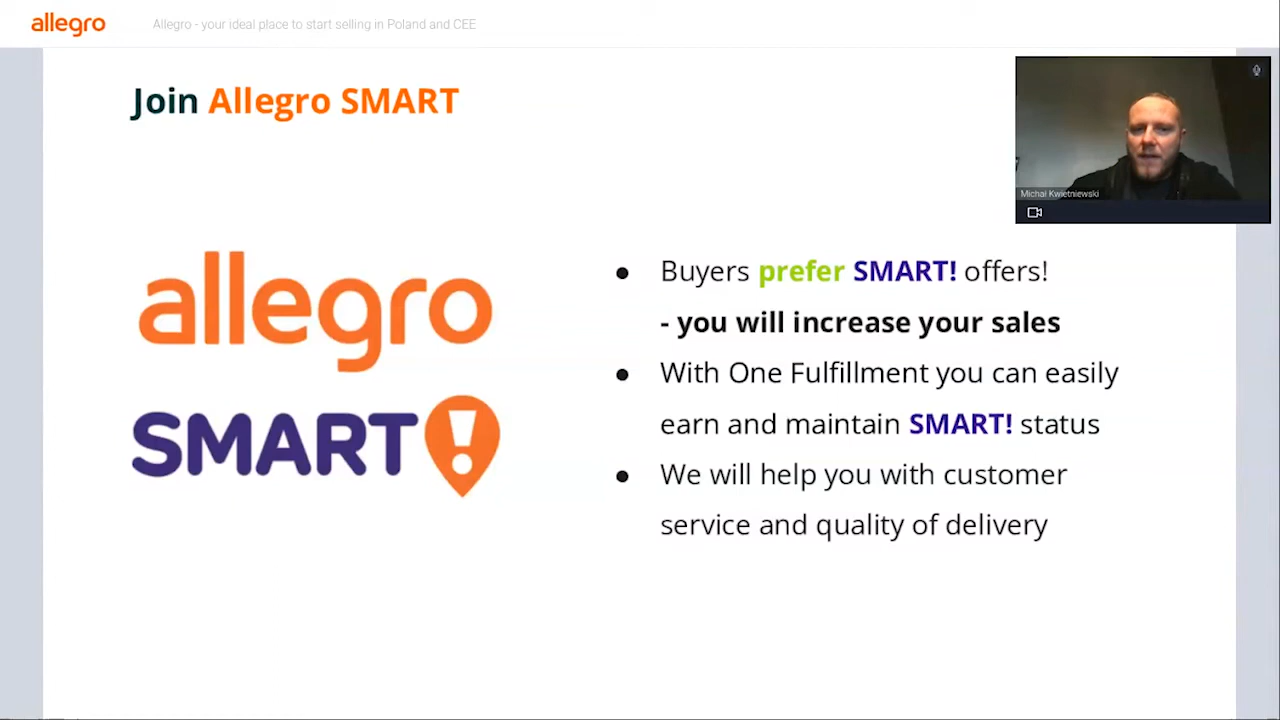 allegro
Allegro - your ideal place to start selling in Poland and CEE
Join Allegro SMART
Michał Kwietniewski
allegro
SMART!
● Buyers prefer SMART! offers!
- you will increase your sales
● With One Fulfillment you can easily
earn and maintain SMART! status
● We will help you with customer
service and quality of delivery